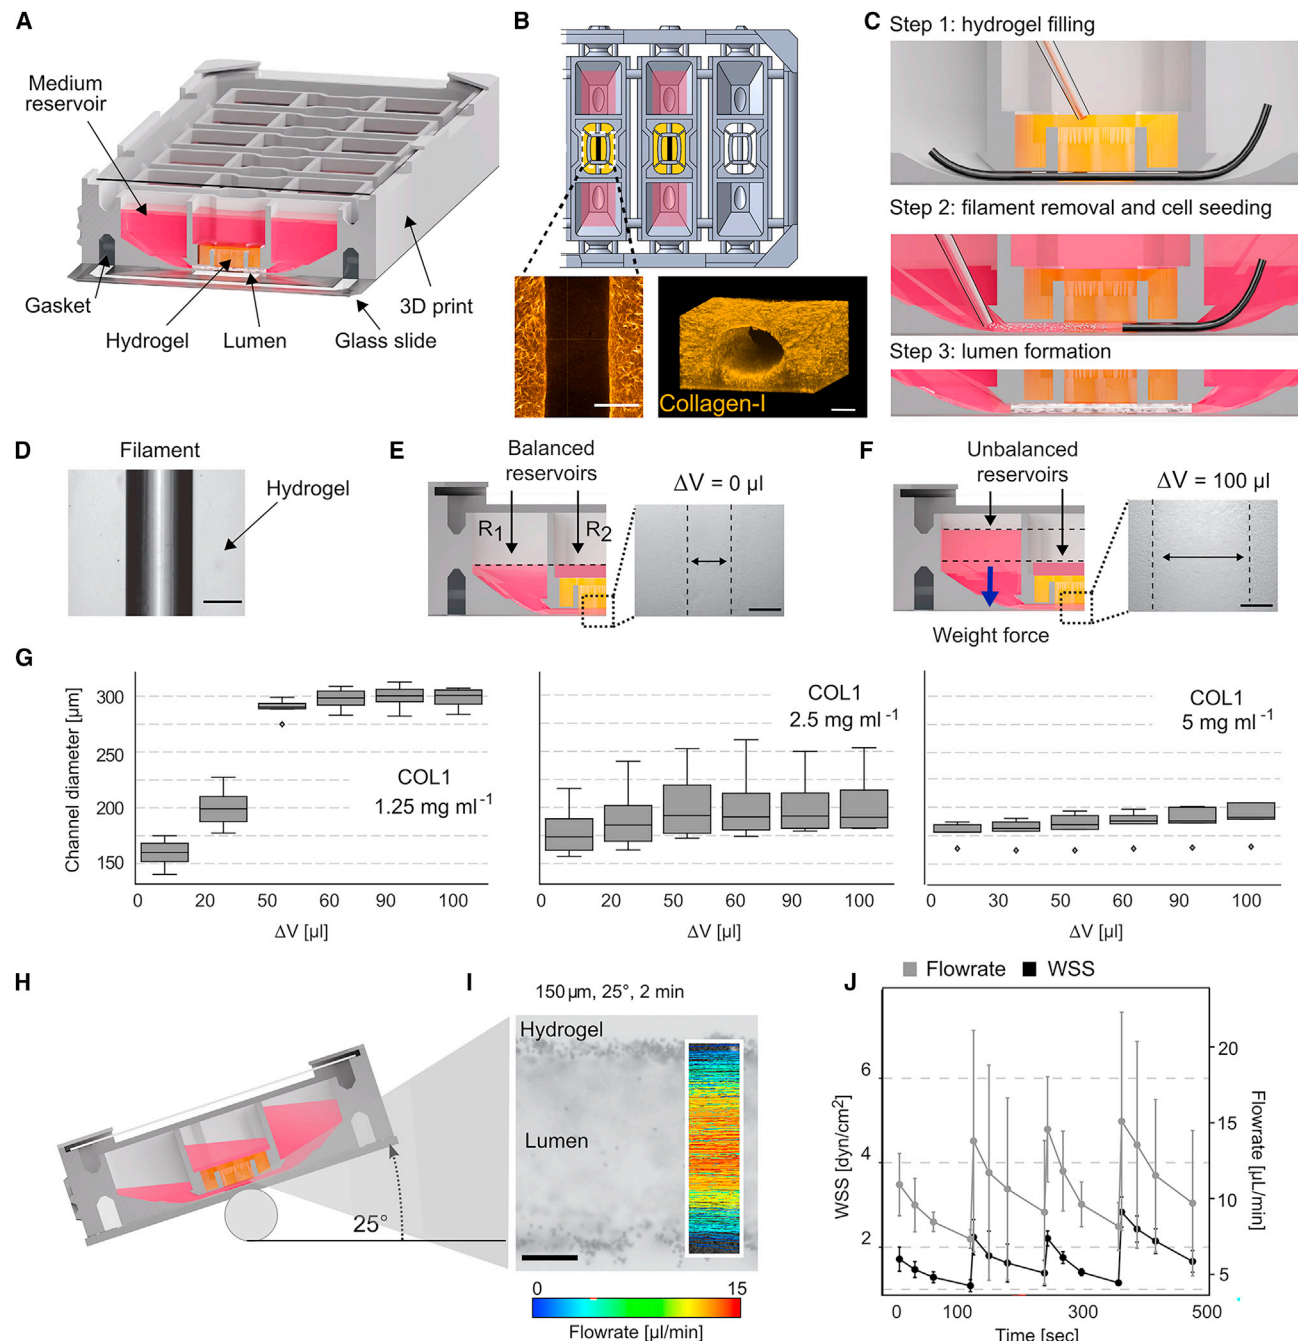 A
Medium
reservoir
Gasket
Hydrogel
Lumen
3D print
Glass slide
B
Collagen-I
C
Step 1: hydrogel filling
Step 2: filament removal and cell seeding
Step 3: lumen formation
D
Filament
Hydrogel
E
Balanced
reservoirs
R1
R2
ΔV = 0 µl
F
Unbalanced
reservoirs
ΔV = 100 µl
Weight force
G
Channel diameter [µm]
300
250
200
150
COL1
1.25 mg ml-1
0 20 50 60 90 100
ΔV [µl]
COL1
2.5 mg ml-1
0 20 50 60 90 100
ΔV [µl]
COL1
5 mg ml-1
0 30 50 60 90 100
ΔV [µl]
H
25°
I
150 µm, 25°, 2 min
Hydrogel
Lumen
0 15
Flowrate [µl/min]
J
Flowrate WSS
WSS [dyn/cm2]
6
4
2
Flowrate [µL/min]
20
15
10
5
0 100 300 500
Time [sec]